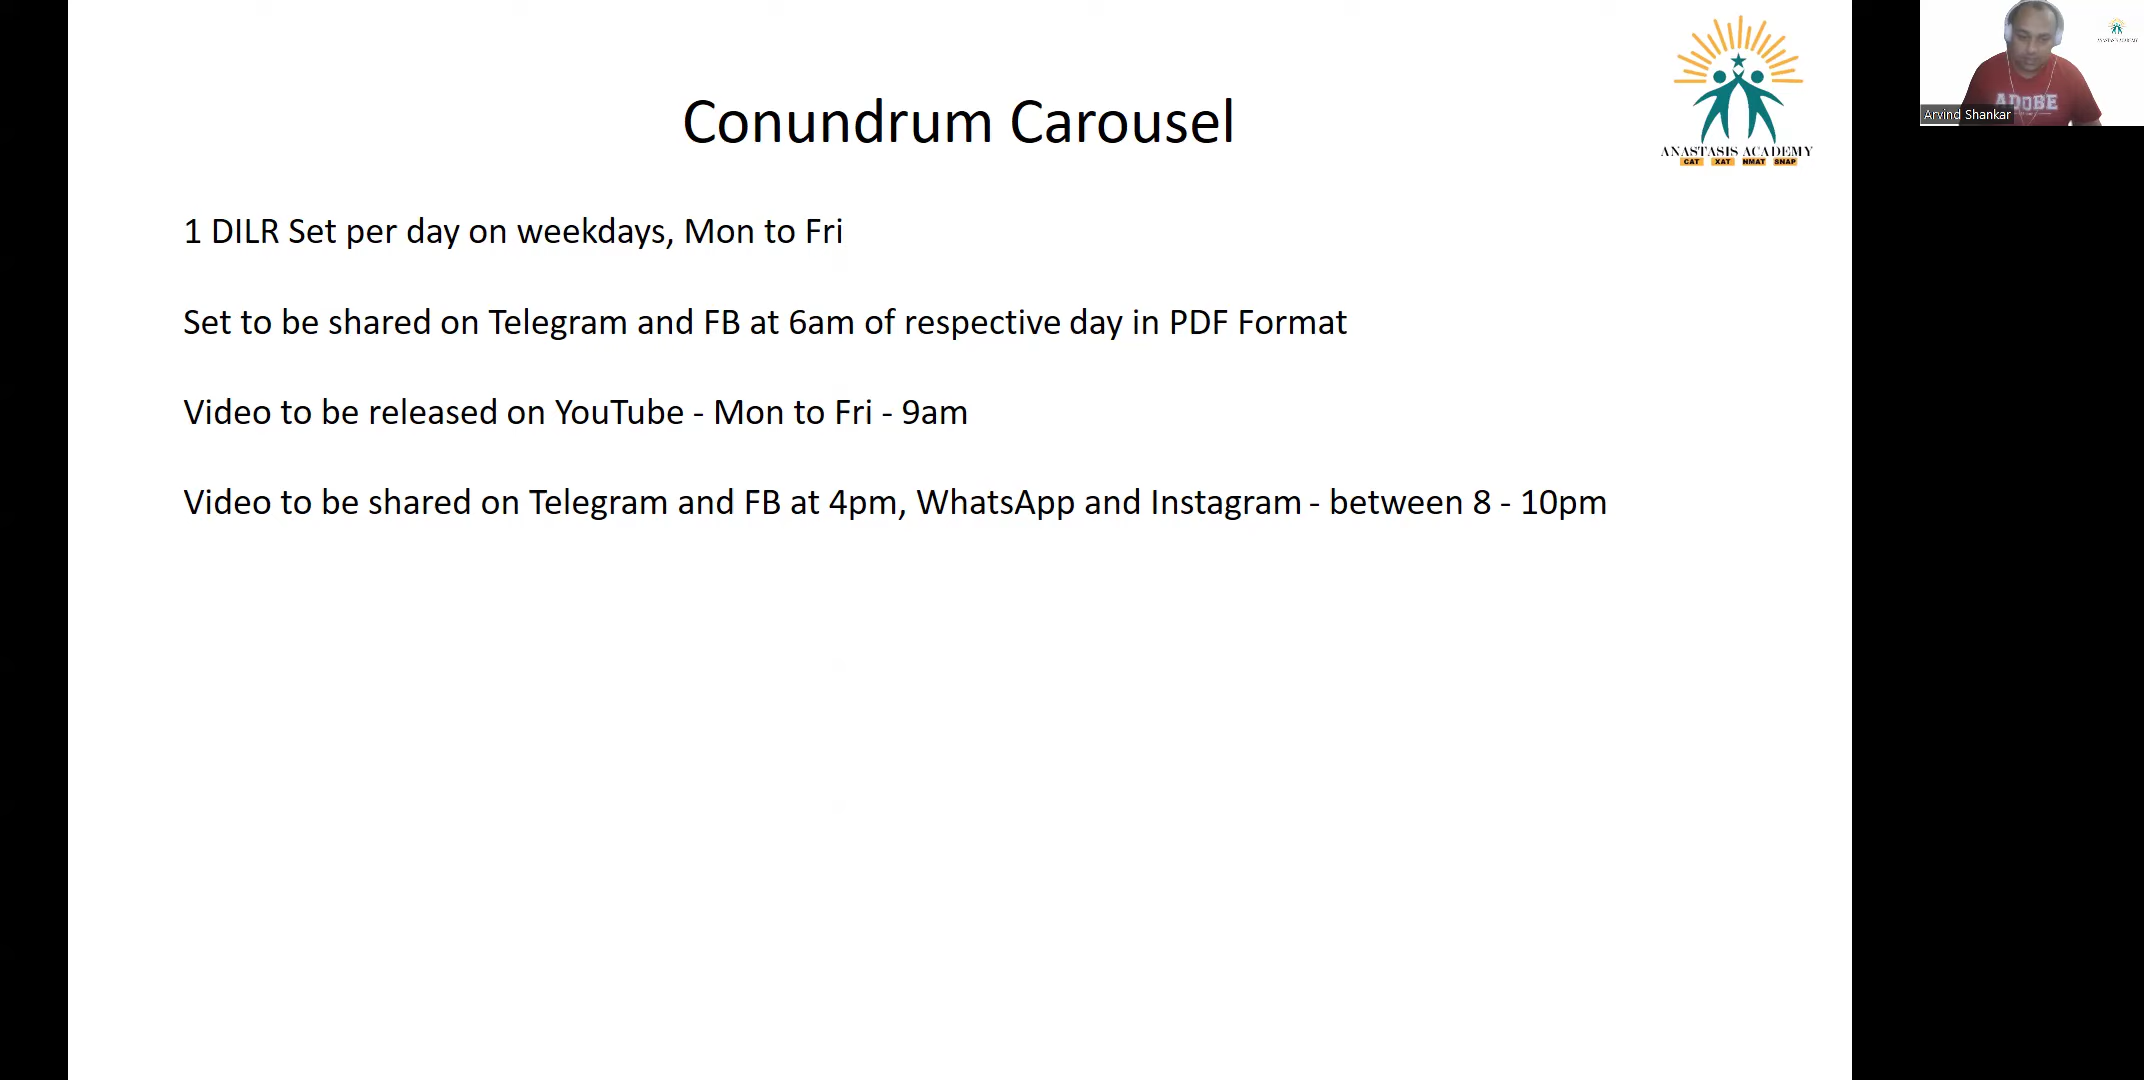 Conundrum Carousel
ANASTASIS ACADEMY
CAT XAT NMAT SNAP
1 DILR Set per day on weekdays, Mon to Fri
Set to be shared on Telegram and FB at 6am of respective day in PDF Format
Video to be released on YouTube - Mon to Fri - 9am
Video to be shared on Telegram and FB at 4pm, WhatsApp and Instagram - between 8 - 10pm
ADOBE
Arvind Shankar